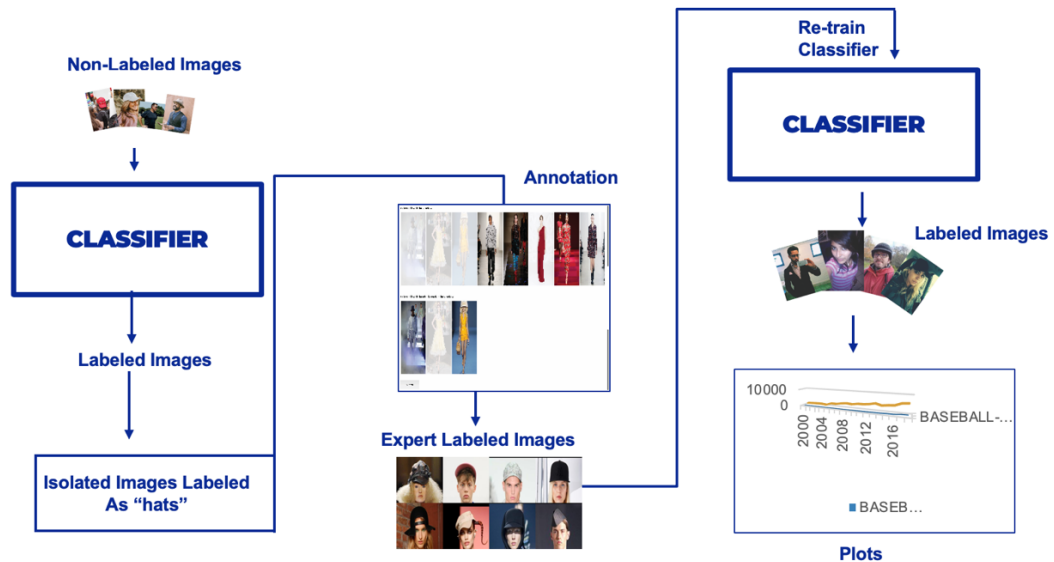 Non-Labeled Images
CLASSIFIER
Labeled Images
Isolated Images Labeled
As “hats”
Annotation
Expert Labeled Images
Re-train
Classifier
CLASSIFIER
Labeled Images
10000
0
2000
2004
2008
2012
2016
BASEBALL-...
BASEB...
Plots